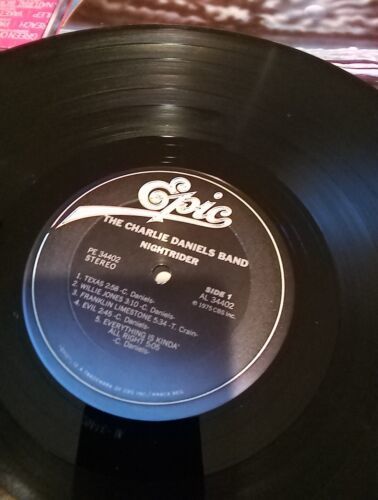 Epic
THE CHARLIE DANIELS BAND
NIGHTRIDER
PE 34402
STEREO
SIDE 1
AL 34402
℗ 1975 CBS Inc.
1. TEXAS 2:58 -C. Daniels-
2. WILLIE JONES 3:10 -C. Daniels-
3. FRANKLIN LIMESTONE 5:34 -T. Crain-
4. EVIL 2:45 -C. Daniels-
5. EVERYTHING IS KINDA'
ALL RIGHT 5:05
-C. Daniels-